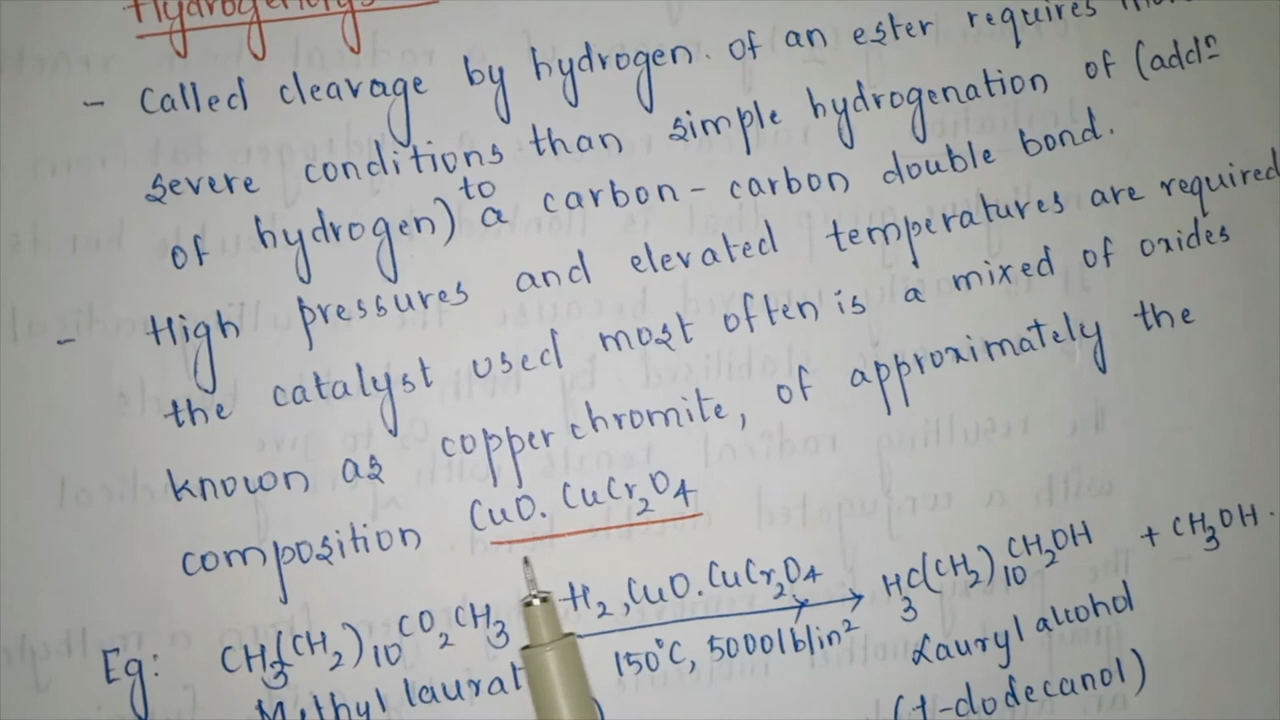 - Called cleavage by hydrogen. of an ester requires
severe conditions than simple hydrogenation of (addn
of hydrogen) to a carbon-carbon double bond.
- High pressures and elevated temperatures are required
the catalyst used most often is a mixed of oxides
known as copper chromite, of approximately the
composition CuO.CuCr2O4
Eg: CH3(CH2)10CO2CH3 H2,CuO.CuCr2O4 H3C(CH2)10CH2OH + CH3OH.
150°C, 5000lb/in2
Methyl laurat Lauryl alcohol
(1-dodecanol)